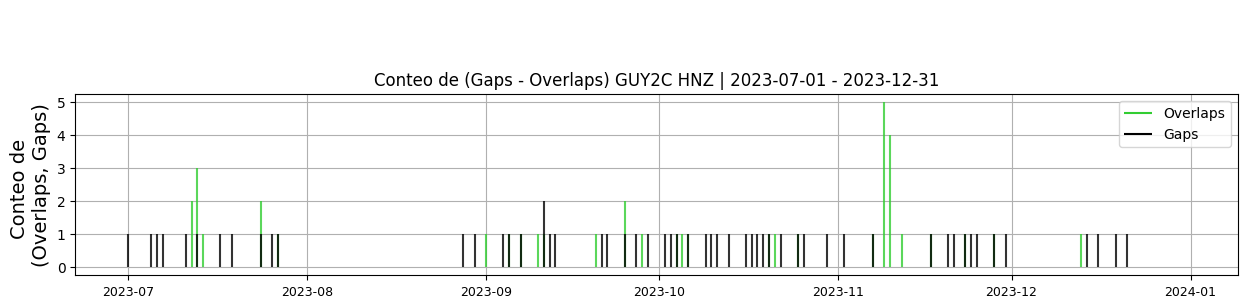 Conteo de (Gaps - Overlaps) GUY2C HNZ | 2023-07-01 - 2023-12-31
Conteo de
(Overlaps, Gaps)
5
4
3
2
1
0
Overlaps
Gaps
2023-07
2023-08
2023-09
2023-10
2023-11
2023-12
2024-01